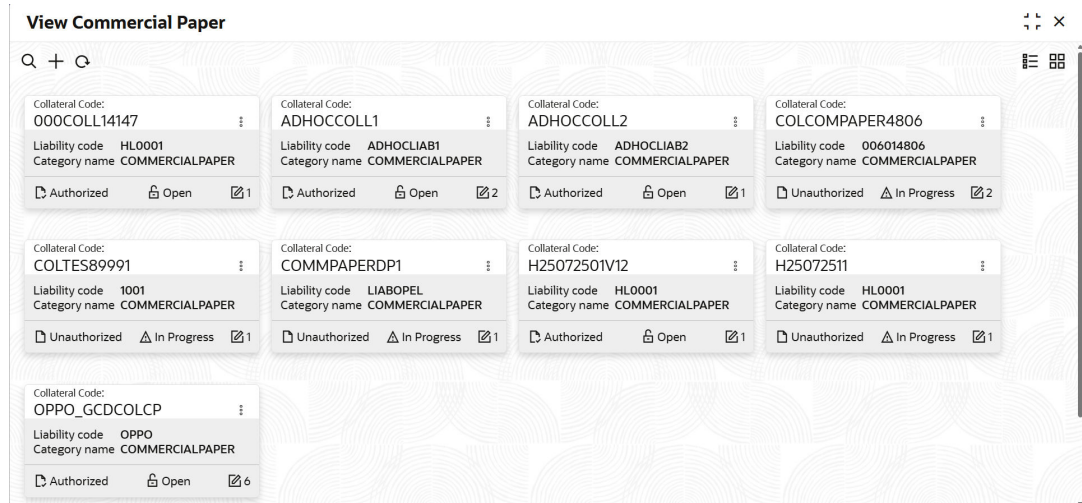 View Commercial Paper
Collateral Code:
000COLL14147
Liability code HL0001
Category name COMMERCIALPAPER
Authorized Open 1
Collateral Code:
ADHOCCOLL1
Liability code ADHOCLIAB1
Category name COMMERCIALPAPER
Authorized Open 2
Collateral Code:
ADHOCCOLL2
Liability code ADHOCLIAB2
Category name COMMERCIALPAPER
Authorized Open 1
Collateral Code:
COLCOMPAPER4806
Liability code 006014806
Category name COMMERCIALPAPER
Unauthorized In Progress 2
Collateral Code:
COLTES89991
Liability code 1001
Category name COMMERCIALPAPER
Unauthorized In Progress 1
Collateral Code:
COMMPAPERDP1
Liability code LIABOPEL
Category name COMMERCIALPAPER
Unauthorized In Progress 1
Collateral Code:
H25072501V12
Liability code HL0001
Category name COMMERCIALPAPER
Authorized Open 1
Collateral Code:
H25072511
Liability code HL0001
Category name COMMERCIALPAPER
Unauthorized In Progress 1
Collateral Code:
OPPO_GCDCOLCP
Liability code OPPO
Category name COMMERCIALPAPER
Authorized Open 6